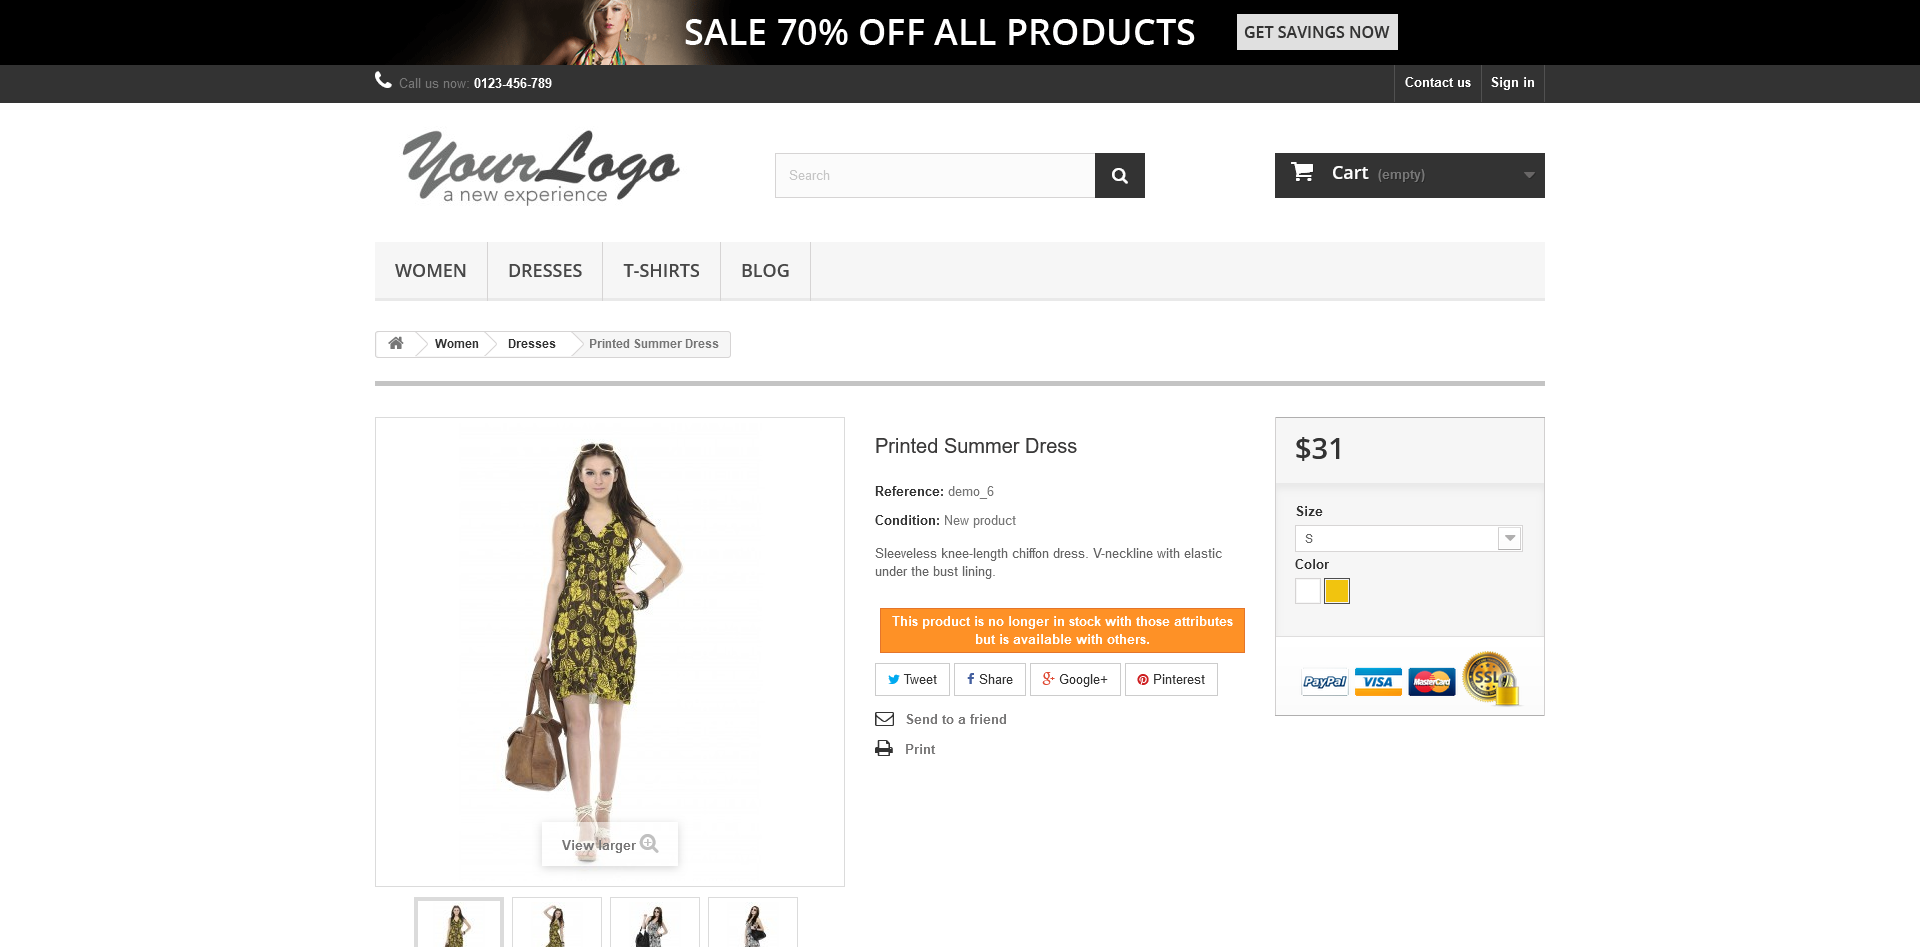 SALE 70% OFF ALL PRODUCTS
GET SAVINGS NOW
Call us now: 0123-456-789
Contact us
Sign in
YourLogo
a new experience
Search
Cart (empty)
WOMEN
DRESSES
T-SHIRTS
BLOG
Women
Dresses
Printed Summer Dress
View larger
Printed Summer Dress
Reference: demo_6
Condition: New product
Sleeveless knee-length chiffon dress. V-neckline with elastic
under the bust lining.
This product is no longer in stock with those attributes
but is available with others.
Tweet
Share
Google+
Pinterest
Send to a friend
Print
$31
Size
S
Color
PayPal
VISA
MasterCard
SSL